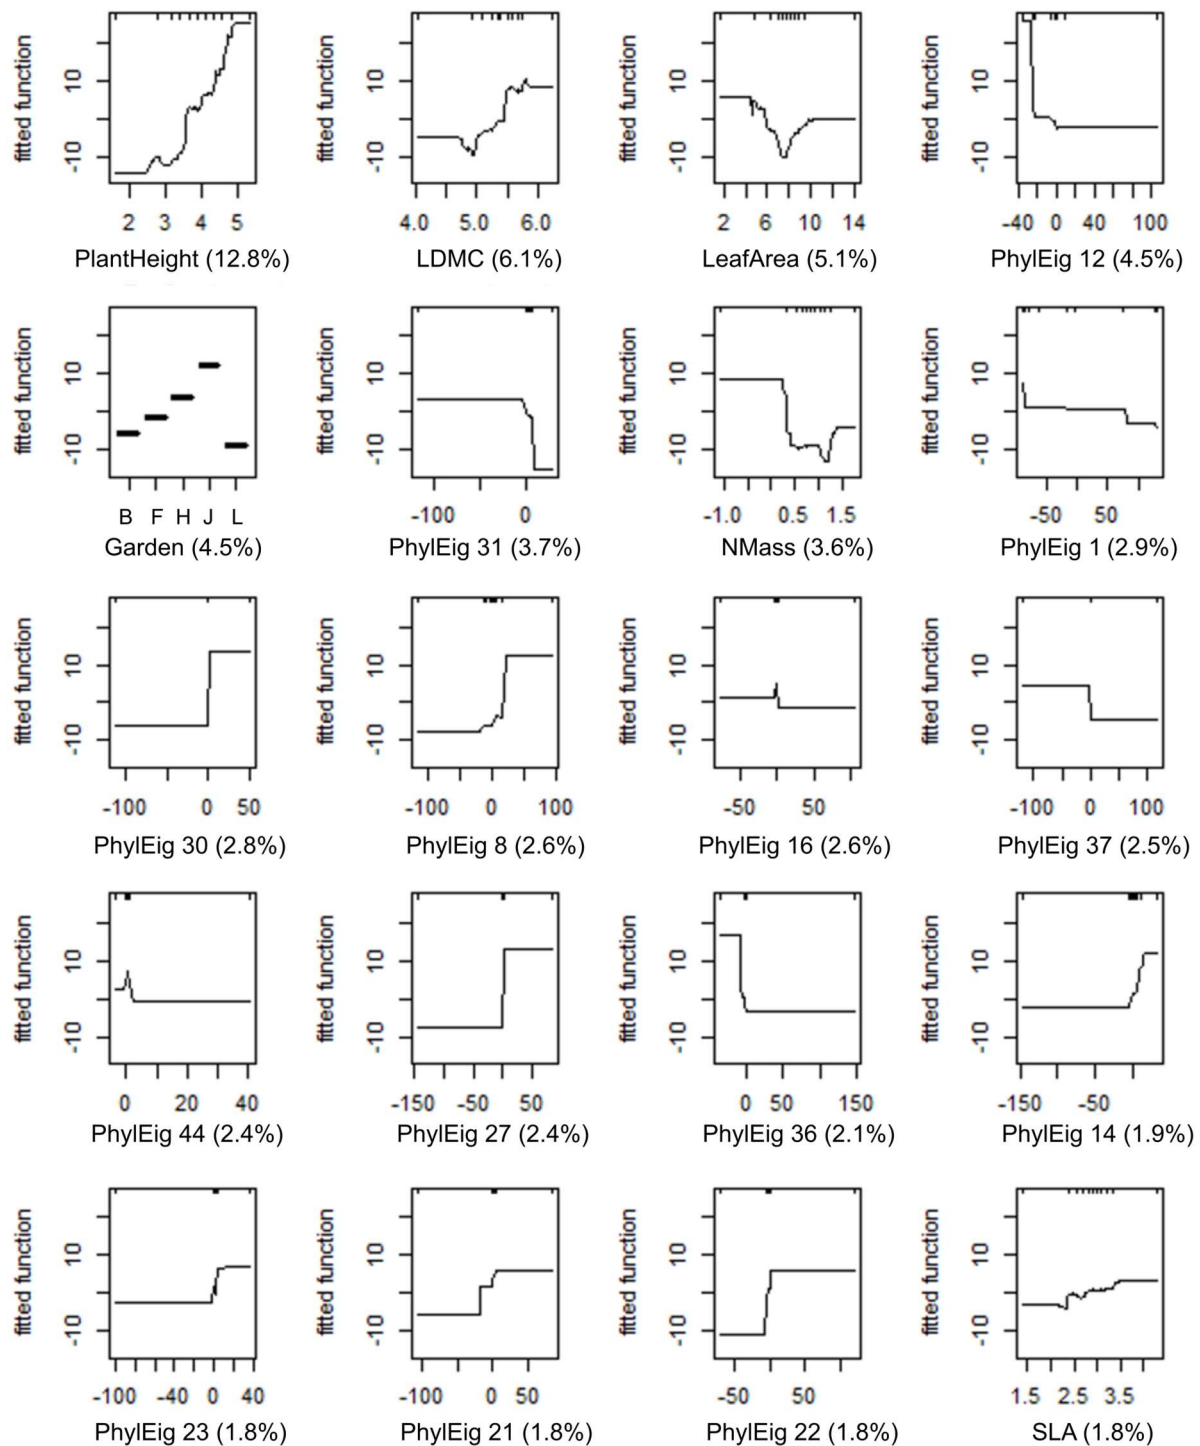 fitted function
10
-10
2 3 4 5
PlantHeight (12.8%)
fitted function
10
-10
4.0 5.0 6.0
LDMC (6.1%)
fitted function
10
-10
2 6 10 14
LeafArea (5.1%)
fitted function
10
-10
-40 0 40 100
PhylEig 12 (4.5%)
fitted function
10
-10
B F H J L
Garden (4.5%)
fitted function
10
-10
-100 0
PhylEig 31 (3.7%)
fitted function
10
-10
-1.0 0.5 1.5
NMass (3.6%)
fitted function
10
-10
-50 50
PhylEig 1 (2.9%)
fitted function
10
-10
-100 0 50
PhylEig 30 (2.8%)
fitted function
10
-10
-100 0 100
PhylEig 8 (2.6%)
fitted function
10
-10
-50 50
PhylEig 16 (2.6%)
fitted function
10
-10
-100 0 100
PhylEig 37 (2.5%)
fitted function
10
-10
0 20 40
PhylEig 44 (2.4%)
fitted function
10
-10
-150 -50 50
PhylEig 27 (2.4%)
fitted function
10
-10
0 50 150
PhylEig 36 (2.1%)
fitted function
10
-10
-150 -50
PhylEig 14 (1.9%)
fitted function
10
-10
-100 -40 0 40
PhylEig 23 (1.8%)
fitted function
10
-10
-100 0 50
PhylEig 21 (1.8%)
fitted function
10
-10
-50 50
PhylEig 22 (1.8%)
fitted function
10
-10
1.5 2.5 3.5
SLA (1.8%)